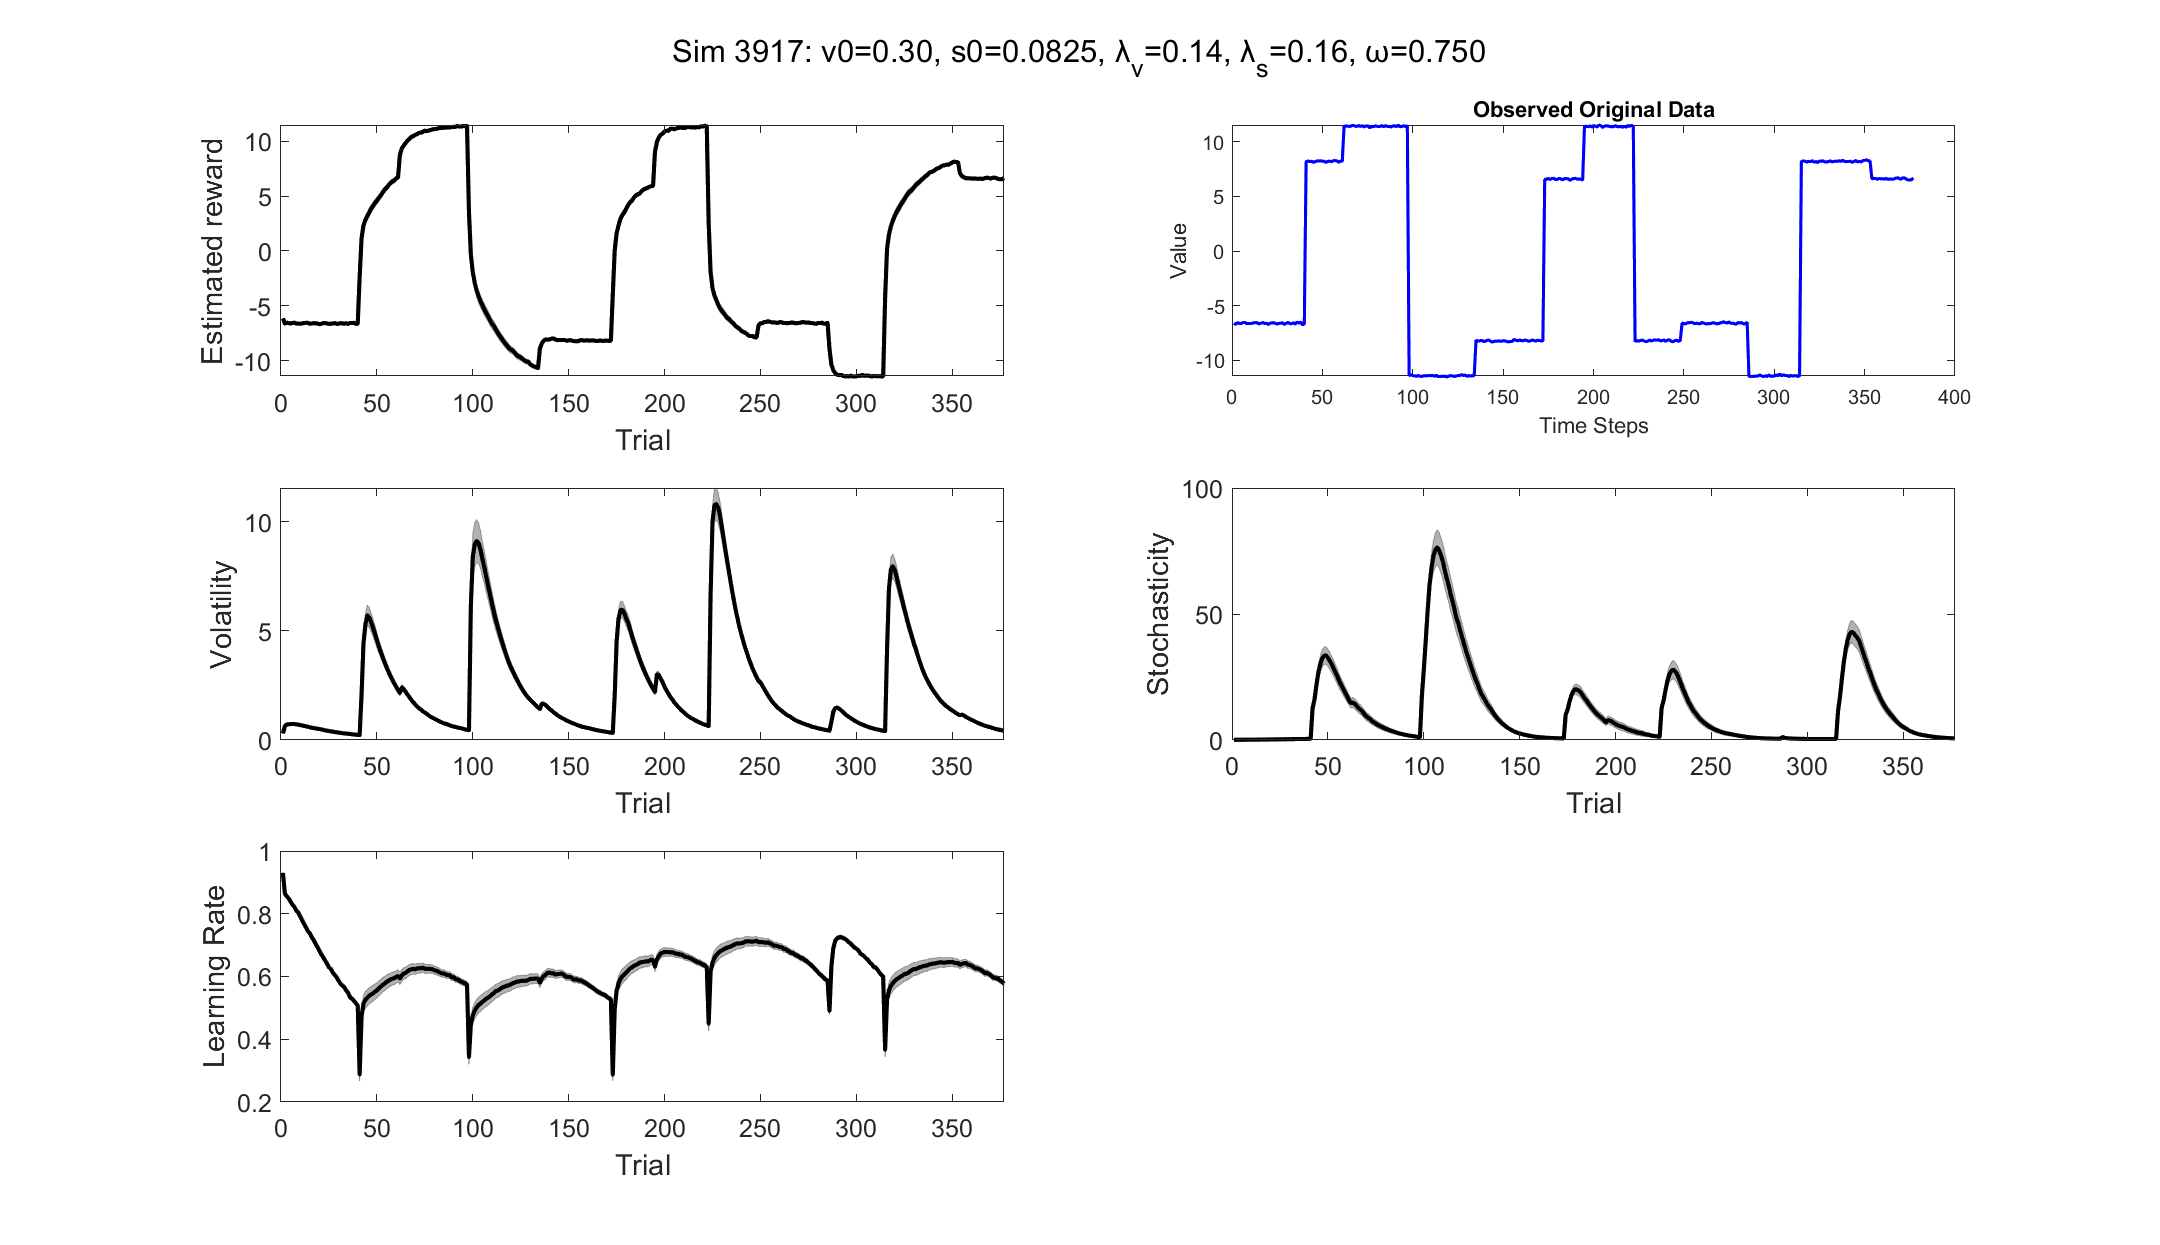 Sim 3917: v0=0.30, s0=0.0825, λ_v=0.14, λ_s=0.16, ω=0.750
Estimated reward
10
5
0
-5
-10
0 50 100 150 200 250 300 350
Trial
Observed Original Data
Value
10
5
0
-5
-10
0 50 100 150 200 250 300 350 400
Time Steps
Volatility
10
5
0
0 50 100 150 200 250 300 350
Trial
Stochasticity
100
50
0
0 50 100 150 200 250 300 350
Trial
Learning Rate
1
0.8
0.6
0.4
0.2
0 50 100 150 200 250 300 350
Trial